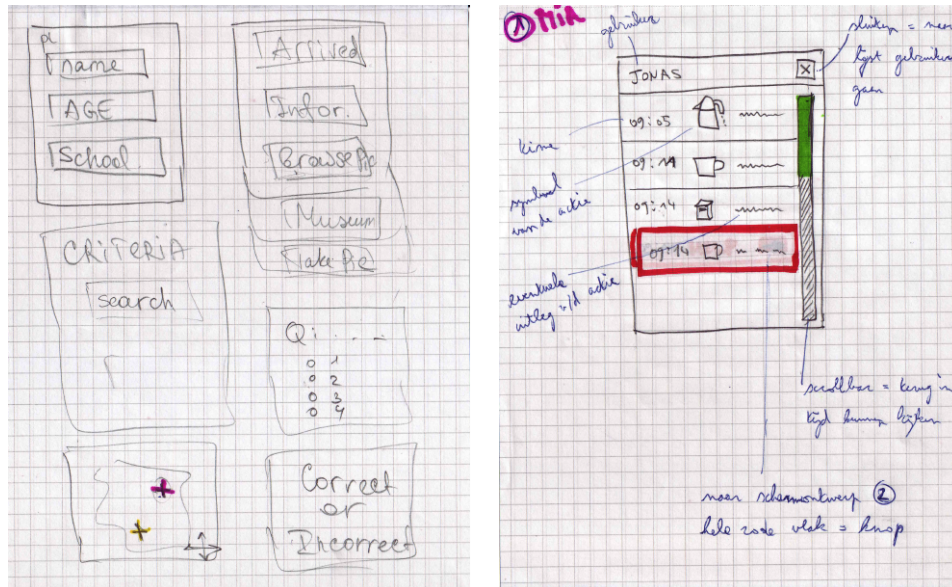 name
AGE
School.
Arrived
Infor.
Browse Pic
Museum
Take Pic
CRITERIA
search
Q: . . _
1
2
3
4
Correct
or
Incorrect
1 MIA
gebruiker
sluiten = naar
lijst gebruikers
gaan
JONAS
X
09:05
09:14
09:14
09:14
symbool
van de actie
eventuele
uitleg v/d actie
scrollbar = terug in
tijd kunnen kijken
naar schermontwerp 2
hele rode vlak = knop